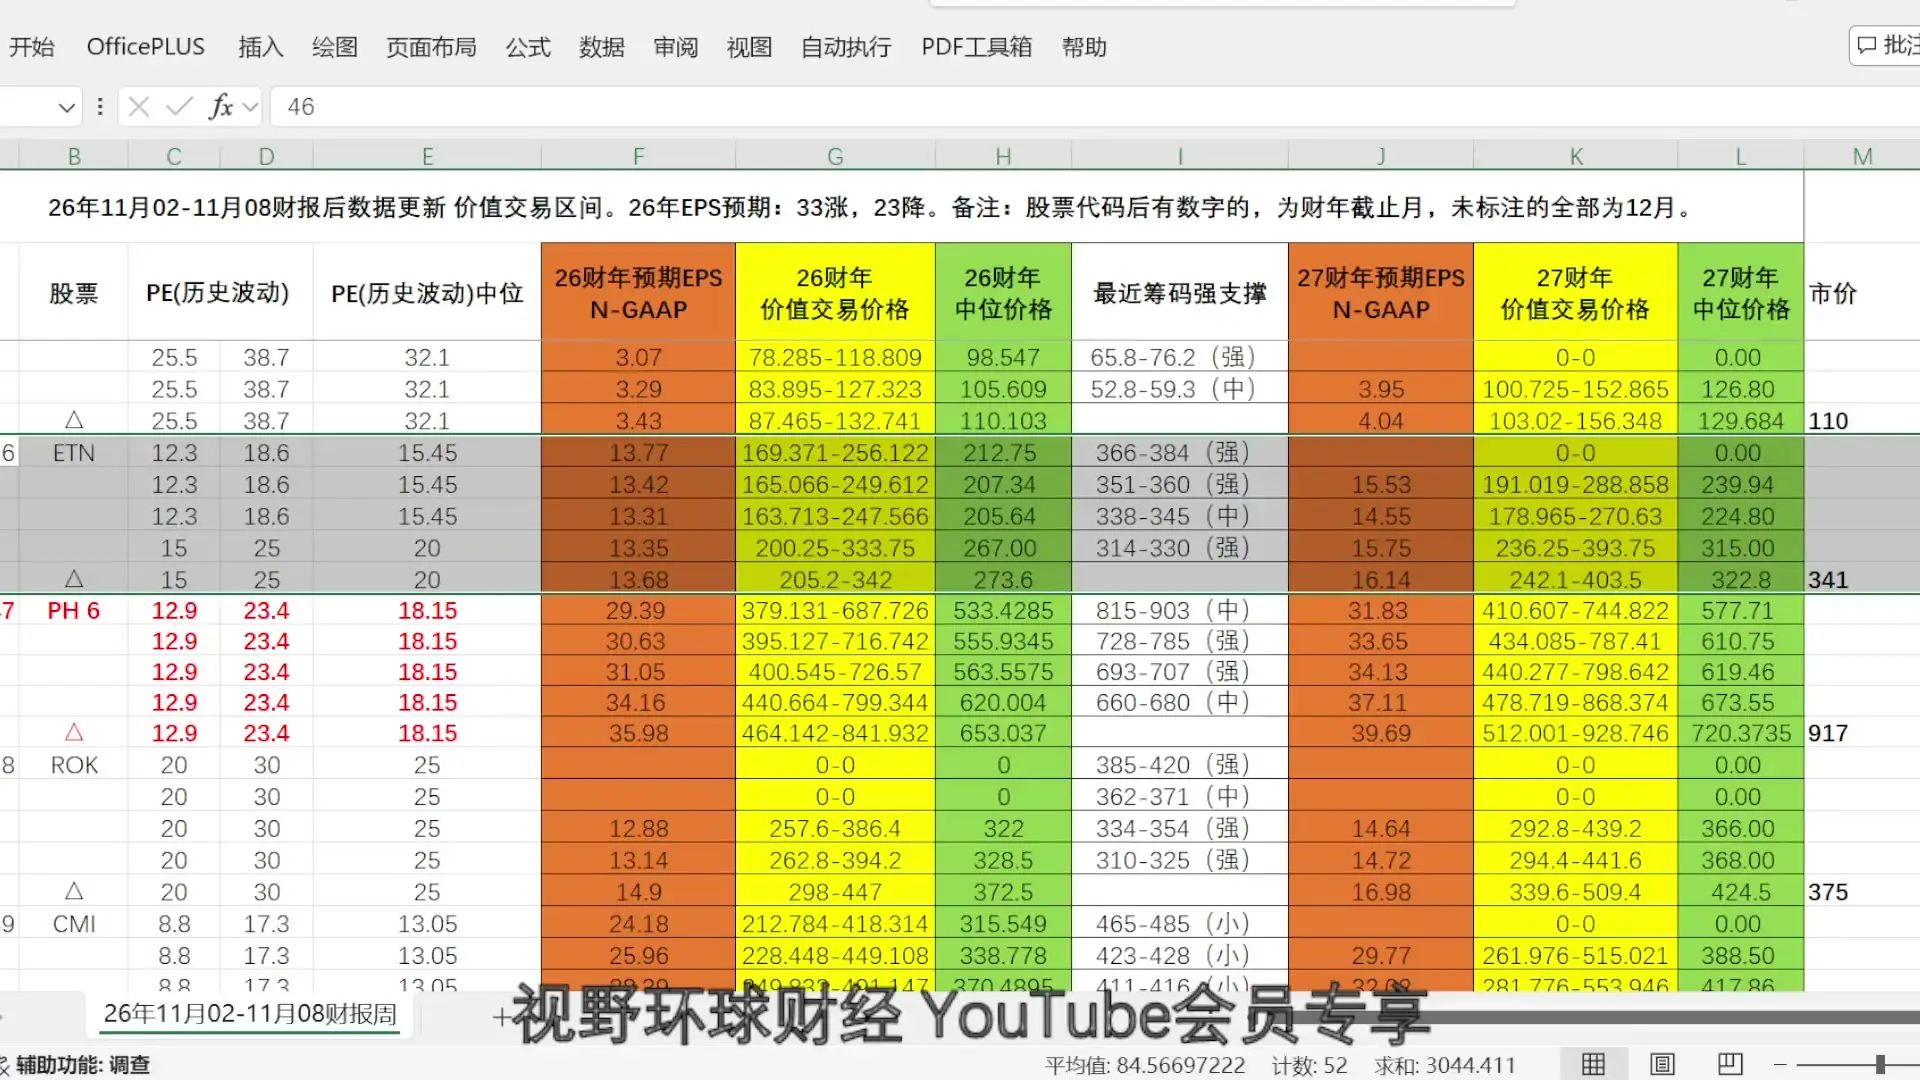 开始 OfficePLUS 插入 绘图 页面布局 公式 数据 审阅 视图 自动执行 PDF工具箱 帮助 批注
fx 46
B C D E F G H I J K L M
26年11月02-11月08财报后数据更新 价值交易区间。26年EPS预期：33涨，23降。备注：股票代码后有数字的，为财年截止月，未标注的全部为12月。
股票 PE(历史波动) PE(历史波动)中位 26财年预期EPS N-GAAP 26财年 价值交易价格 26财年 中位价格 最近筹码强支撑 27财年预期EPS N-GAAP 27财年 价值交易价格 27财年 中位价格 市价
25.5 38.7 32.1 3.07 78.285-118.809 98.547 65.8-76.2（强） 0-0 0.00
25.5 38.7 32.1 3.29 83.895-127.323 105.609 52.8-59.3（中） 3.95 100.725-152.865 126.80
△ 25.5 38.7 32.1 3.43 87.465-132.741 110.103 4.04 103.02-156.348 129.684 110
6 ETN 12.3 18.6 15.45 13.77 169.371-256.122 212.75 366-384（强） 0-0 0.00
12.3 18.6 15.45 13.42 165.066-249.612 207.34 351-360（强） 15.53 191.019-288.858 239.94
12.3 18.6 15.45 13.31 163.713-247.566 205.64 338-345（中） 14.55 178.965-270.63 224.80
15 25 20 13.35 200.25-333.75 267.00 314-330（强） 15.75 236.25-393.75 315.00
△ 15 25 20 13.68 205.2-342 273.6 16.14 242.1-403.5 322.8 341
7 PH 6 12.9 23.4 18.15 29.39 379.131-687.726 533.4285 815-903（中） 31.83 410.607-744.822 577.71
12.9 23.4 18.15 30.63 395.127-716.742 555.9345 728-785（强） 33.65 434.085-787.41 610.75
12.9 23.4 18.15 31.05 400.545-726.57 563.5575 693-707（强） 34.13 440.277-798.642 619.46
12.9 23.4 18.15 34.16 440.664-799.344 620.004 660-680（中） 37.11 478.719-868.374 673.55
△ 12.9 23.4 18.15 35.98 464.142-841.932 653.037 39.69 512.001-928.746 720.3735 917
8 ROK 20 30 25 0-0 0 385-420（强） 0-0 0.00
20 30 25 0-0 0 362-371（中） 0-0 0.00
20 30 25 12.88 257.6-386.4 322 334-354（强） 14.64 292.8-439.2 366.00
20 30 25 13.14 262.8-394.2 328.5 310-325（强） 14.72 294.4-441.6 368.00
△ 20 30 25 14.9 298-447 372.5 16.98 339.6-509.4 424.5 375
9 CMI 8.8 17.3 13.05 24.18 212.784-418.314 315.549 465-485（小） 0-0 0.00
8.8 17.3 13.05 25.96 228.448-449.108 338.778 423-428（小） 29.77 261.976-515.021 388.50
8.8 17.3 13.05 370.4895 411-416（小） 281.776-553.946 417.86
26年11月02-11月08财报周 +
视野环球财经 YouTube会员专享
辅助功能: 调查 平均值: 84.56697222 计数: 52 求和: 3044.411